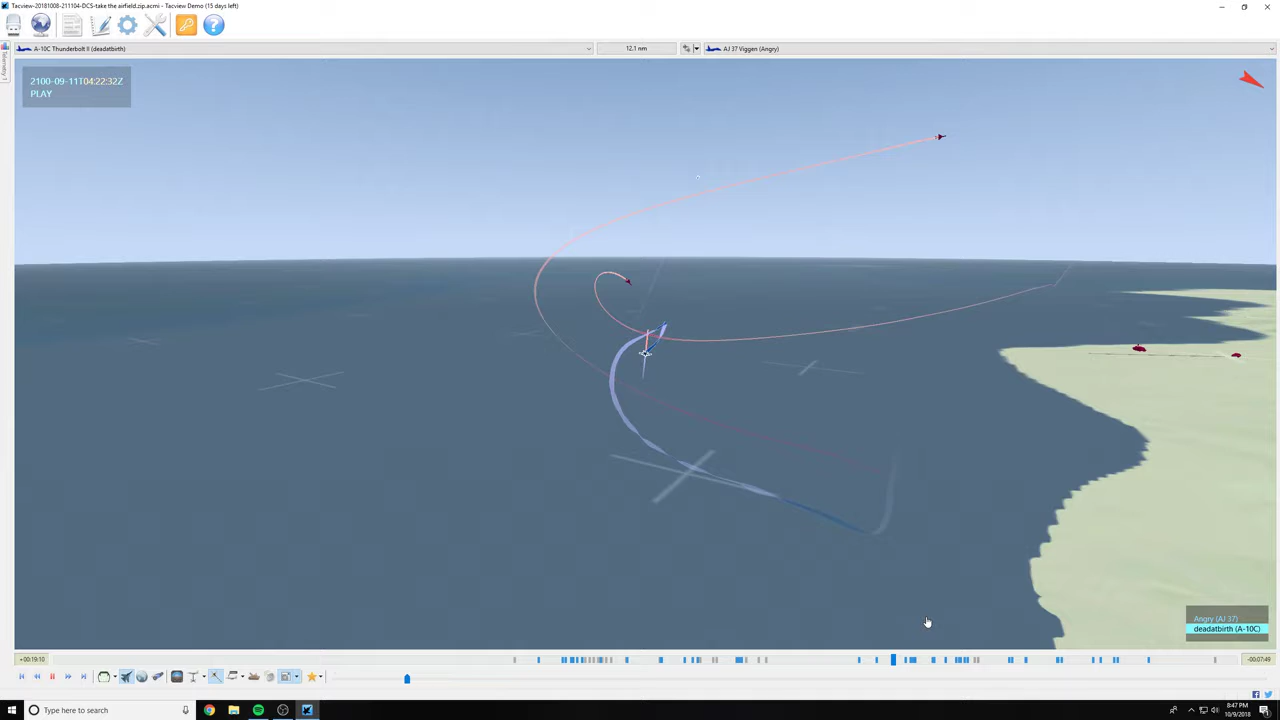 Tacview-20181008-211104-DCS-take the airfield.zip.acmi - Tacview Demo (15 days left)
A-10C Thunderbolt II (deadatbirth)
12.1 nm
AJ 37 Viggen (Angry)
Telemetry 1
2100-09-11T04:22:32Z
PLAY
Angry (AJ 37)
deadatbirth (A-10C)
+00:19:10
-00:07:49
Type here to search
8:47 PM
10/9/2018